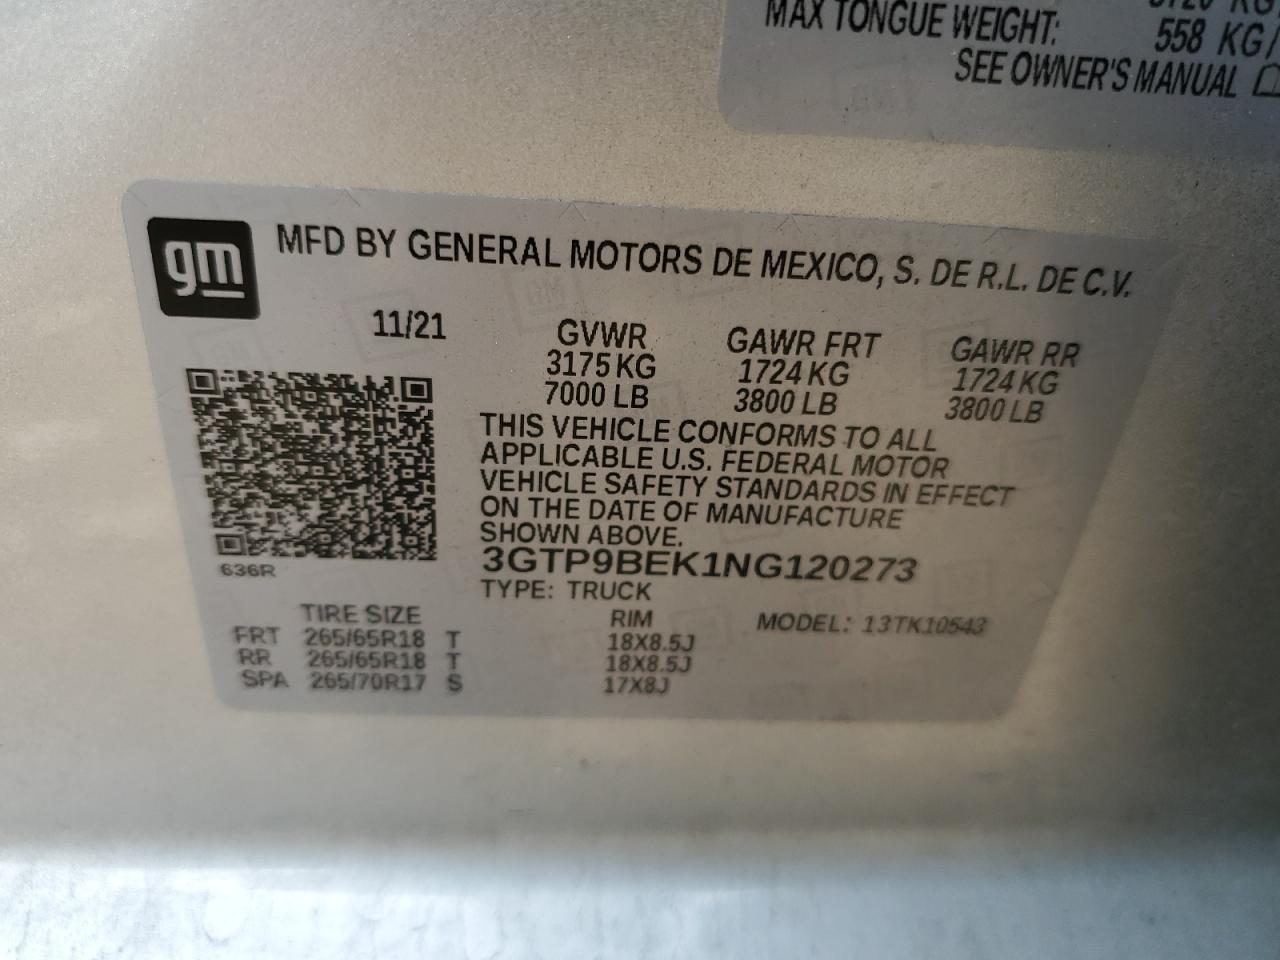 MAX TONGUE WEIGHT: 558 KG/
SEE OWNER'S MANUAL
gm
MFD BY GENERAL MOTORS DE MEXICO, S. DE R.L. DE C.V.
11/21 GVWR GAWR FRT GAWR RR
3175 KG 1724 KG 1724 KG
7000 LB 3800 LB 3800 LB
THIS VEHICLE CONFORMS TO ALL
APPLICABLE U.S. FEDERAL MOTOR
VEHICLE SAFETY STANDARDS IN EFFECT
ON THE DATE OF MANUFACTURE
SHOWN ABOVE.
3GTP9BEK1NG120273
636R
TYPE: TRUCK
TIRE SIZE RIM MODEL: 13TK10543
FRT 265/65R18 T 18X8.5J
RR 265/65R18 T 18X8.5J
SPA 265/70R17 S 17X8J